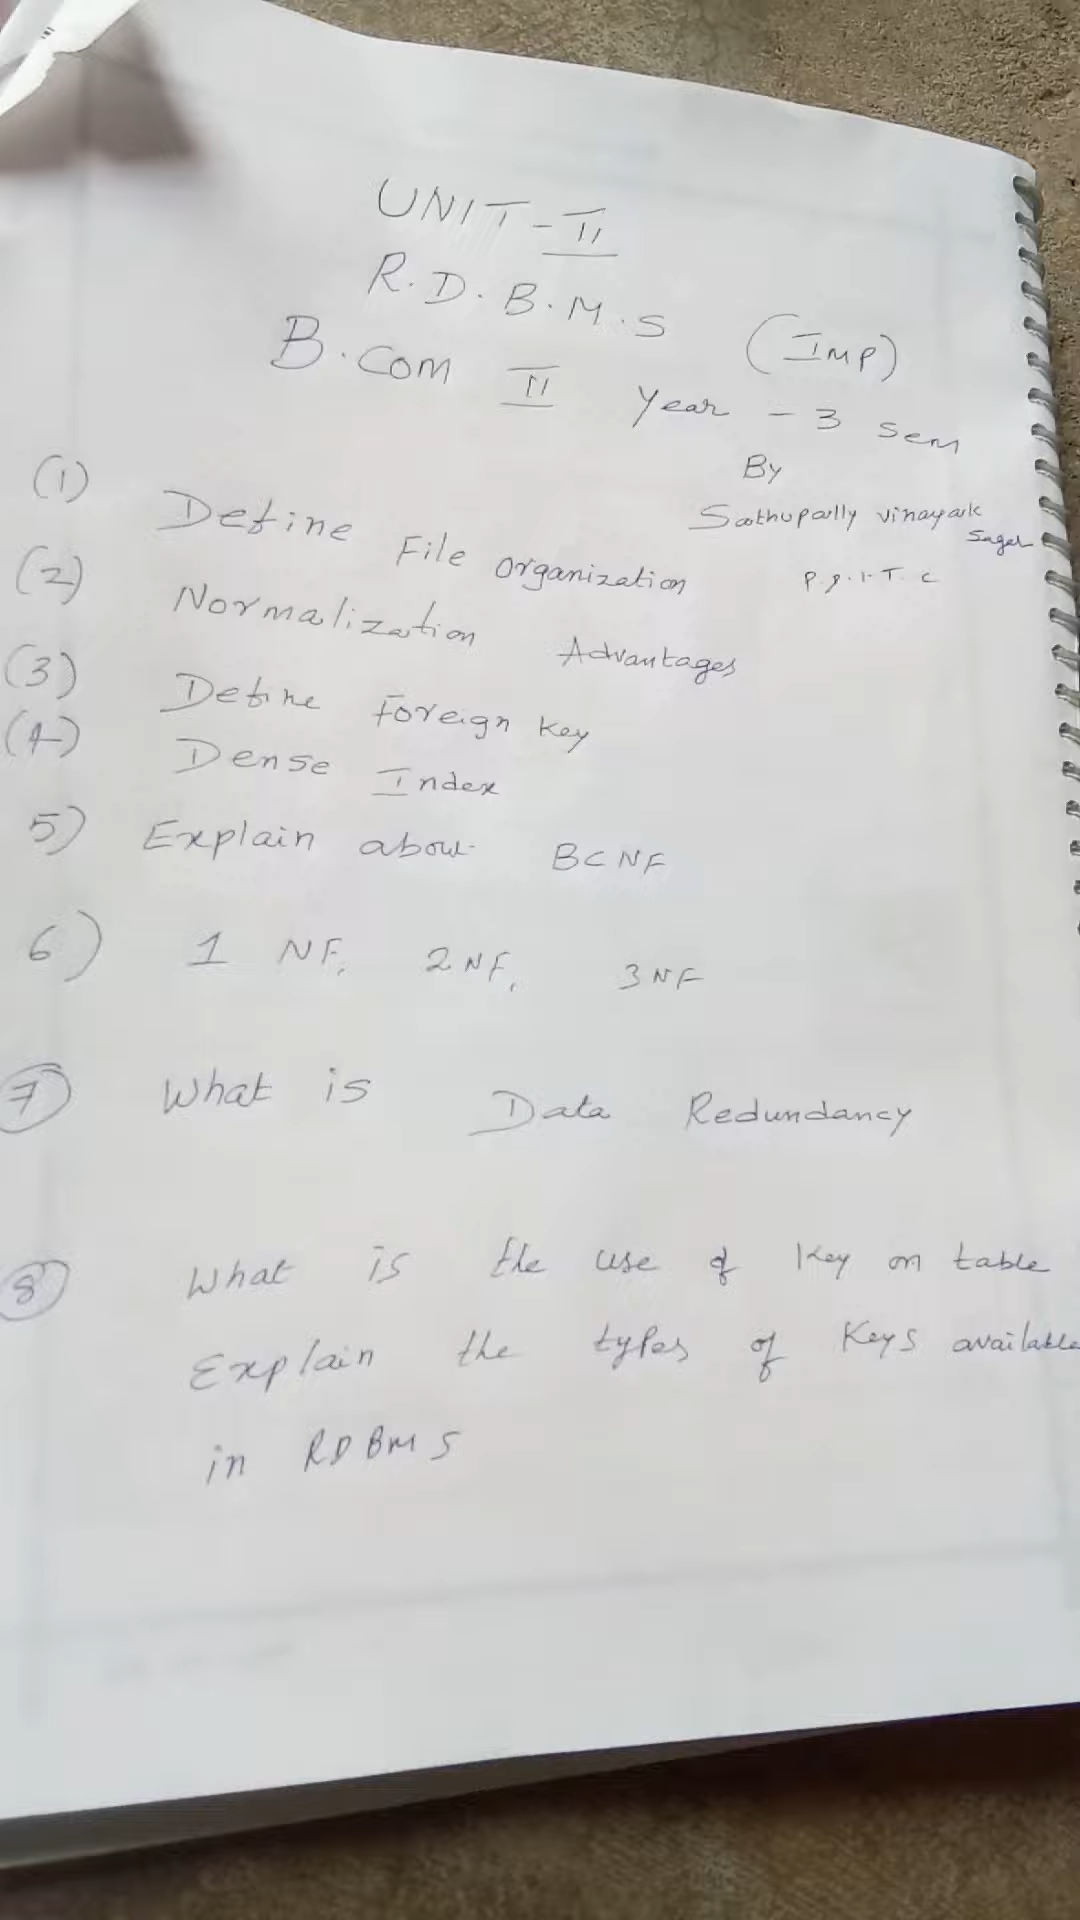 UNIT-II
R.D.B.M.S (IMP)
B.Com II Year - 3 Sem
By
Sathupally Vinayak
Sagar
P.g.I.T.C
(1) Define File organization
(2) Normalization Advantages
(3) Define Foreign Key
(4) Dense Index
5) Explain about BCNF
6) 1 NF, 2NF, 3NF
7 What is Data Redundancy
8 What is the use of Key on table
Explain the types of Keys available
in RDBMS